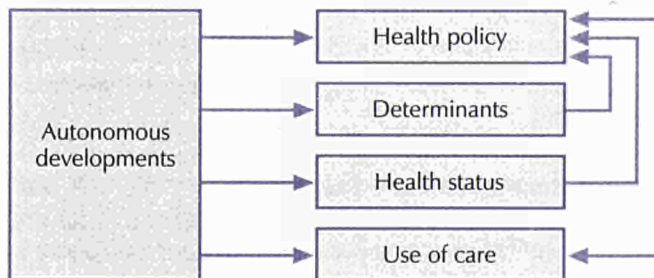 Health policy
Determinants
Autonomous
developments
Health status
Use of care